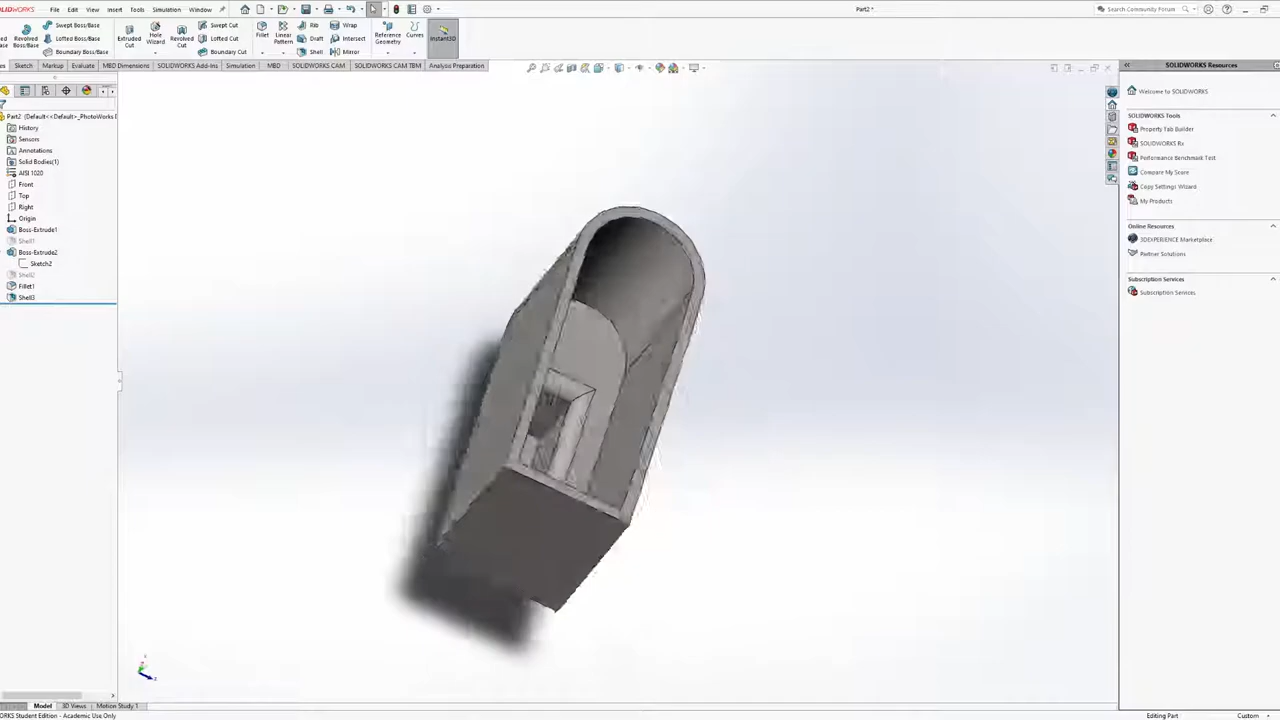 SOLIDWORKS File Edit View Insert Tools Simulation Window Part2 * Search Community Forum
Revolved Boss/Base Swept Boss/Base Lofted Boss/Base Boundary Boss/Base Extruded Cut Hole Wizard Revolved Cut Swept Cut Lofted Cut Boundary Cut Fillet Linear Pattern Rib Draft Shell Wrap Intersect Mirror Reference Geometry Curves Instant3D
Sketch Markup Evaluate MBD Dimensions SOLIDWORKS Add-Ins Simulation MBD SOLIDWORKS CAM SOLIDWORKS CAM TBM Analysis Preparation
SOLIDWORKS Resources
Part2 (Default<<Default>_PhotoWorks
History
Sensors
Annotations
Solid Bodies(1)
AISI 1020
Front
Top
Right
Origin
Boss-Extrude1
Shell1
Boss-Extrude2
Sketch2
Shell2
Fillet1
Shell3
Welcome to SOLIDWORKS
SOLIDWORKS Tools
Property Tab Builder
SOLIDWORKS Rx
Performance Benchmark Test
Compare My Score
Copy Settings Wizard
My Products
Online Resources
3DEXPERIENCE Marketplace
Partner Solutions
Subscription Services
Subscription Services
Model 3D Views Motion Study 1
WORKS Student Edition - Academic Use Only Editing Part Custom